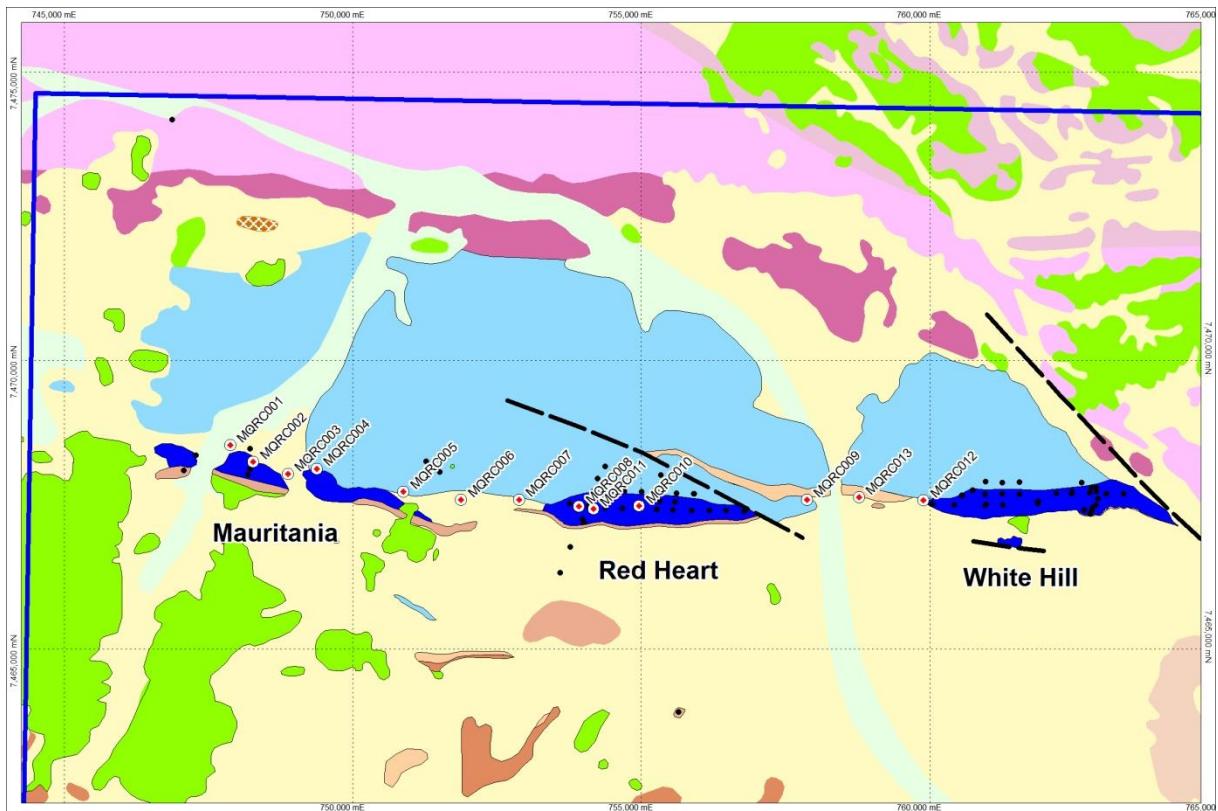 745,000 mE
750,000 mE
755,000 mE
760,000 mE
765,000
7,475,000 mN
7,475,000 mN
7,470,000 mN
7,470,000 mN
MQRC001
MQRC002
MQRC003
MQRC004
MQRC005
MQRC006
MQRC007
MQRC008
MQRC011
MQRC010
MQRC009
MQRC013
MQRC012
Mauritania
Red Heart
White Hill
7,465,000 mN
7,465,000 mN
750,000 mE
755,000 mE
760,000 mE